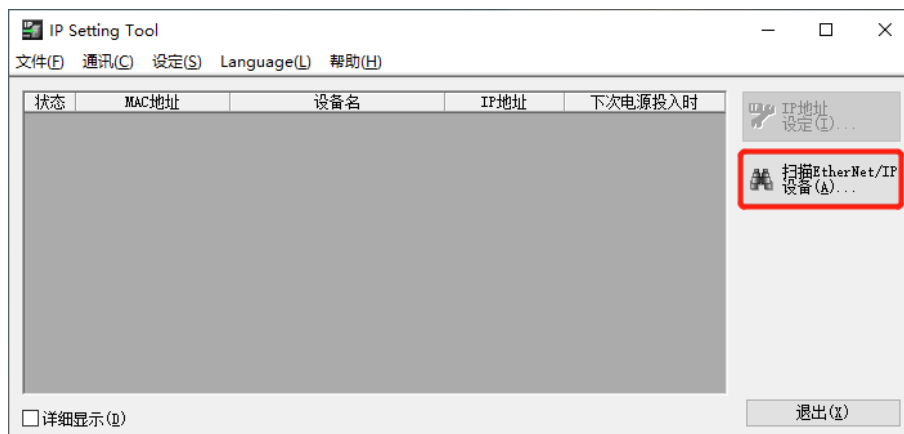 IP Setting Tool
文件(F) 通讯(C) 设定(S) Language(L) 帮助(H)
状态 MAC地址 设备名 IP地址 下次电源投入时
IP地址
设定(I)...
扫描EtherNet/IP
设备(A)...
详细显示(D)
退出(X)